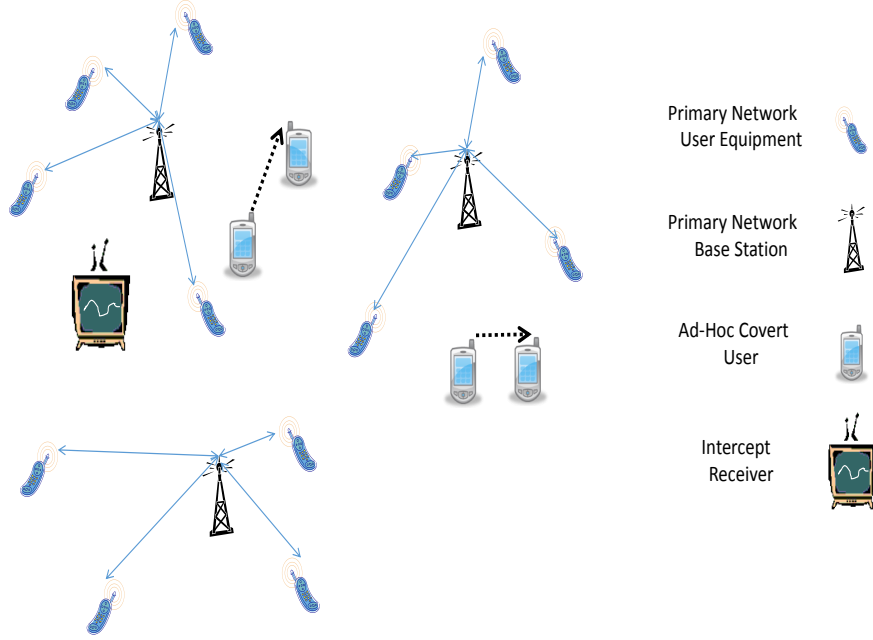 Primary Network
User Equipment
Primary Network
Base Station
Ad-Hoc Covert
User
Intercept
Receiver